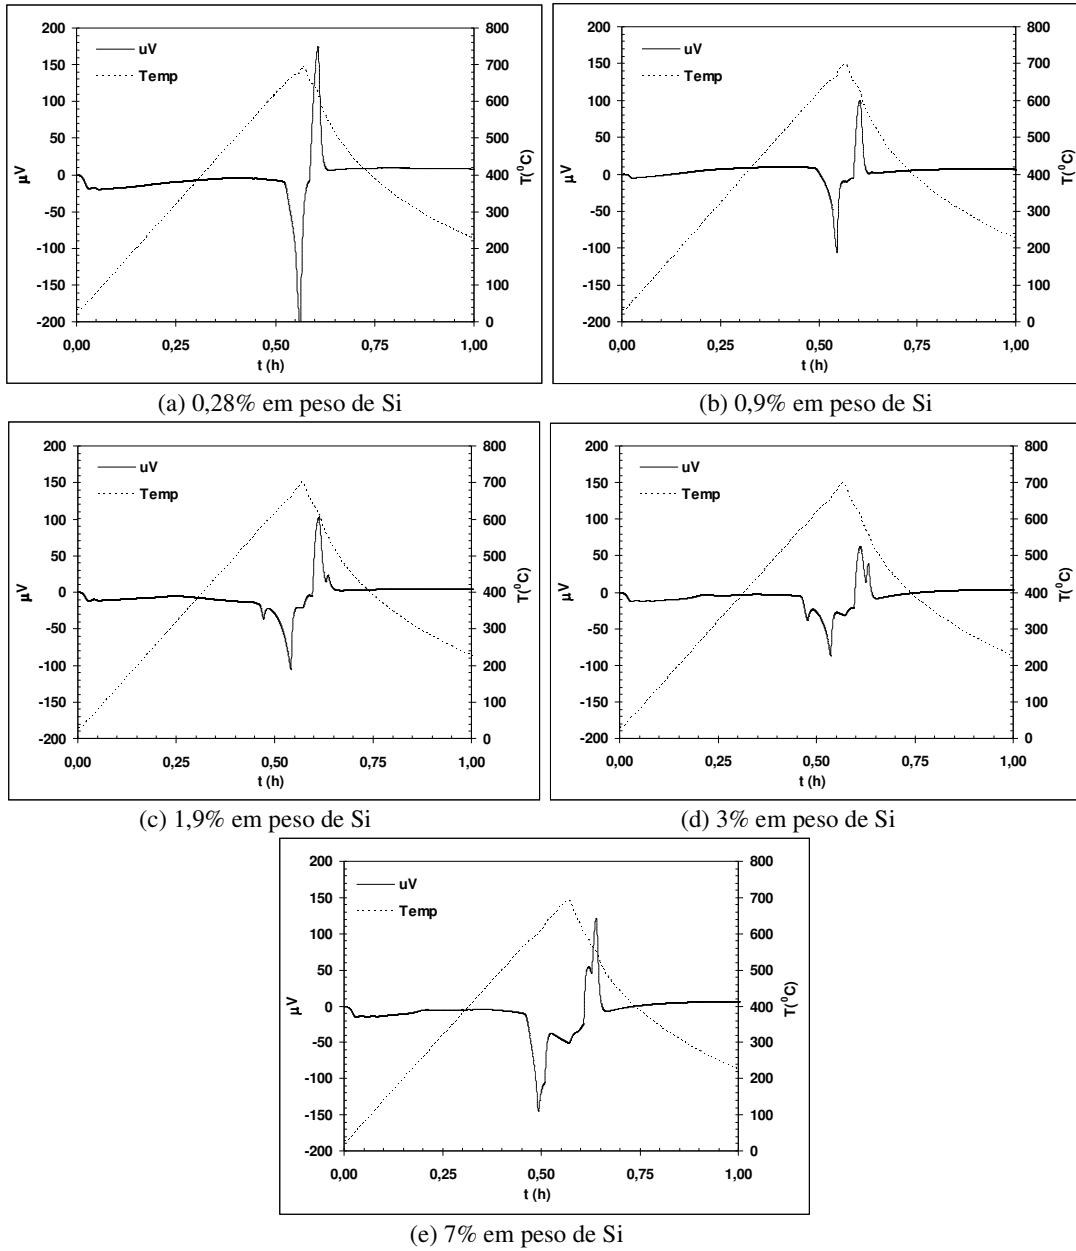 200
150
100
50
0
-50
-100
-150
-200
µV
uV
Temp
800
700
600
500
400
300
200
100
0
T(⁰C)
0,00 0,25 0,50 0,75 1,00
t (h)
(a) 0,28% em peso de Si
200
150
100
50
0
-50
-100
-150
-200
µV
uV
Temp
800
700
600
500
400
300
200
100
0
T(⁰C)
0,00 0,25 0,50 0,75 1,00
t (h)
(b) 0,9% em peso de Si
200
150
100
50
0
-50
-100
-150
-200
µV
uV
Temp
800
700
600
500
400
300
200
100
0
T(⁰C)
0,00 0,25 0,50 0,75 1,00
t (h)
(c) 1,9% em peso de Si
200
150
100
50
0
-50
-100
-150
-200
µV
uV
Temp
800
700
600
500
400
300
200
100
0
T(⁰C)
0,00 0,25 0,50 0,75 1,00
t (h)
(d) 3% em peso de Si
200
150
100
50
0
-50
-100
-150
-200
µV
uV
Temp
800
700
600
500
400
300
200
100
0
T(⁰C)
0,00 0,25 0,50 0,75 1,00
t (h)
(e) 7% em peso de Si